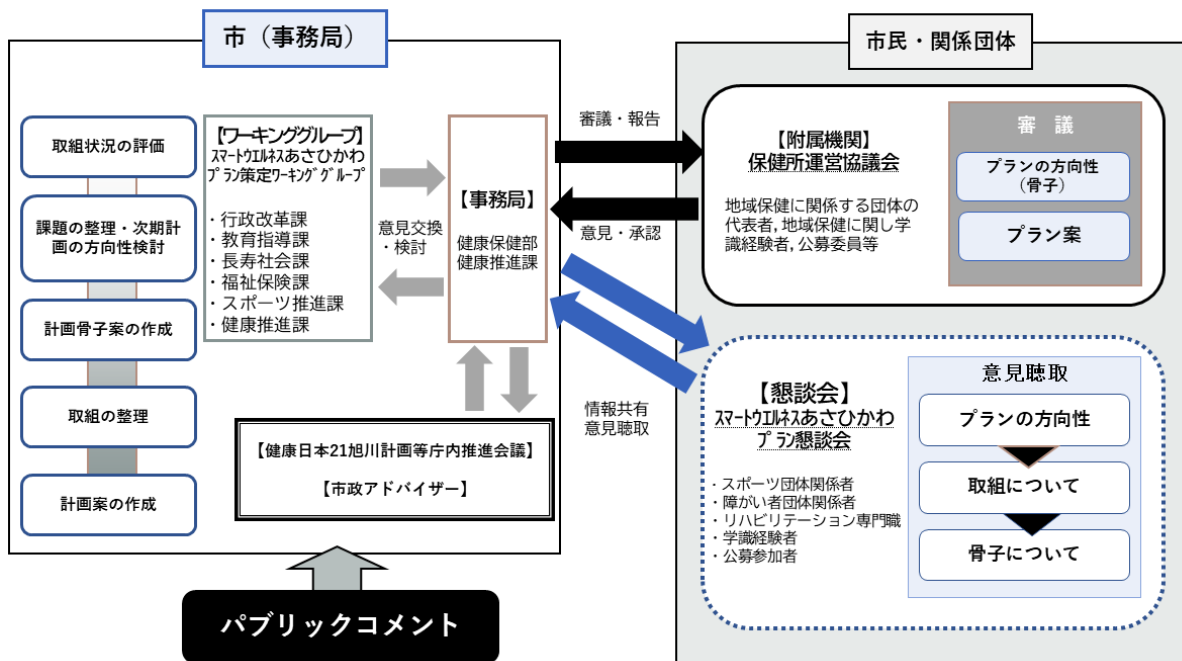 市（事務局）
取組状況の評価
課題の整理・次期計
画の方向性検討
計画骨子案の作成
取組の整理
計画案の作成
【ワーキンググループ】
ｽﾏｰﾄｳｴﾙﾈｽあさひかわ
ﾌﾟﾗﾝ策定ﾜｰｷﾝｸﾞｸﾞﾙｰﾌﾟ
・行政改革課
・教育指導課
・長寿社会課
・福祉保険課
・スポーツ推進課
・健康推進課
意見交換
・検討
【事務局】
健康保健部
健康推進課
【健康日本21旭川計画等庁内推進会議】
【市政アドバイザー】
パブリックコメント
審議・報告
意見・承認
情報共有
意見聴取
市民・関係団体
【附属機関】
保健所運営協議会
地域保健に関係する団体の
代表者,地域保健に関し学
識経験者,公募委員等
審　議
プランの方向性
（骨子）
プラン案
【懇談会】
ｽﾏｰﾄｳｴﾙﾈｽあさひかわ
ﾌﾟﾗﾝ懇談会
・スポーツ団体関係者
・障がい者団体関係者
・リハビリテーション専門職
・学識経験者
・公募参加者
意見聴取
プランの方向性
取組について
骨子について